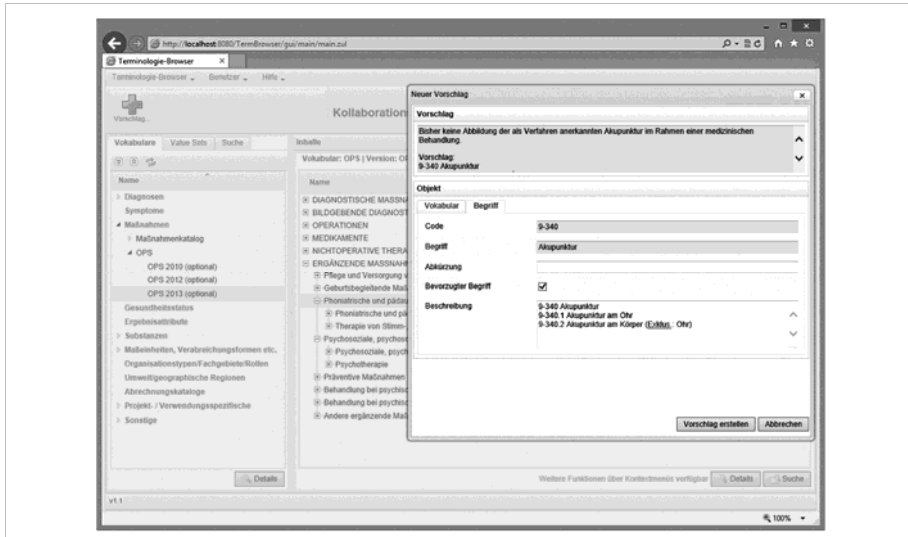 http://localhost:8080/TermBrowser/gui/main/main.zul
Terminologie-Browser x
Terminologie-Browser Benutzer Hilfe
Vorschlag...
Kollaboration
Vokabulare Value Sets Suche
Name
Diagnosen
Symptome
Maßnahmen
Maßnahmenkatalog
OPS
OPS 2010 (optional)
OPS 2012 (optional)
OPS 2013 (optional)
Gesundheitsstatus
Ergebnisattribute
Substanzen
Maßeinheiten, Verabreichungsformen etc.
Organisationstypen/Fachgebiete/Rollen
Umwelt/geographische Regionen
Abrechnungskataloge
Projekt- / Verwendungsspezifische
Sonstige
Details
Inhalte
Vokabular: OPS | Version: O
Name
DIAGNOSTISCHE MASSNA
BILDGEBENDE DIAGNOST
OPERATIONEN
MEDIKAMENTE
NICHTOPERATIVE THERA
ERGÄNZENDE MASSNAH
Pflege und Versorgung v
Geburtsbegleitende Maß
Phoniatrische und pädau
Phoniatrische und pä
Therapie von Stimm-,
Psychosoziale, psychoso
Psychosoziale, psych
Psychotherapie
Präventive Maßnahmen
Behandlung bei psychisc
Behandlung bei psychisc
Andere ergänzende Maß
Neuer Vorschlag x
Vorschlag
Bisher keine Abbildung der als Verfahren anerkannten Akupunktur im Rahmen einer medizinischen
Behandlung.
Vorschlag:
9-340 Akupunktur
Objekt
Vokabular Begriff
Code 9-340
Begriff Akupunktur
Abkürzung
Bevorzugter Begriff
Beschreibung 9-340 Akupunktur
9-340.1 Akupunktur am Ohr
9-340.2 Akupunktur am Körper (Exklus.: Ohr)
Vorschlag erstellen Abbrechen
Weitere Funktionen über Kontextmenüs verfügbar Details Suche
v1.1
100%